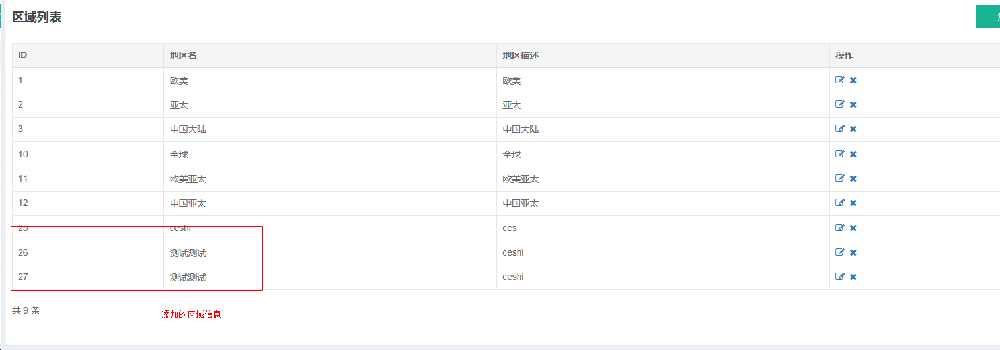 区域列表
ID 地区名 地区描述 操作
1 欧美 欧美
2 亚太 亚太
3 中国大陆 中国大陆
10 全球 全球
11 欧美亚太 欧美亚太
12 中国亚太 中国亚太
25 ceshi ces
26 测试测试 ceshi
27 测试测试 ceshi
共 9 条
添加的区域信息